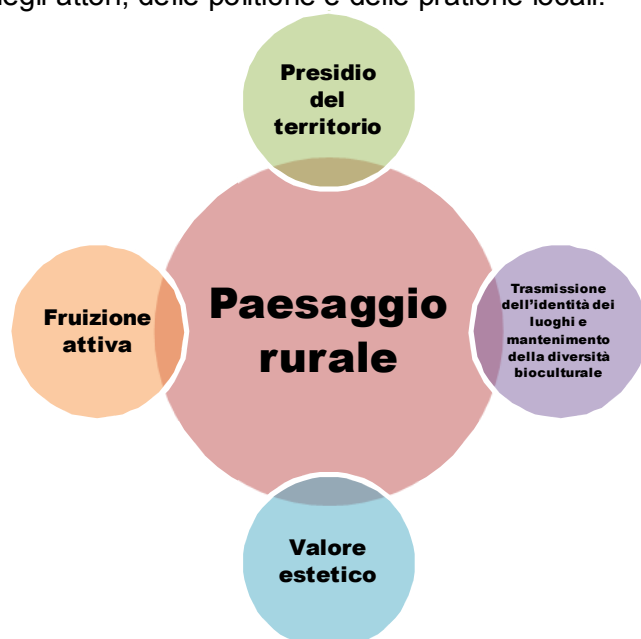 egli attori, delle politiche e delle pratiche locali.
Presidio
del
territorio
Fruizione
attiva
Paesaggio
rurale
Trasmissione
dell'identità dei
luoghi e
mantenimento
della diversità
bioculturale
Valore
estetico